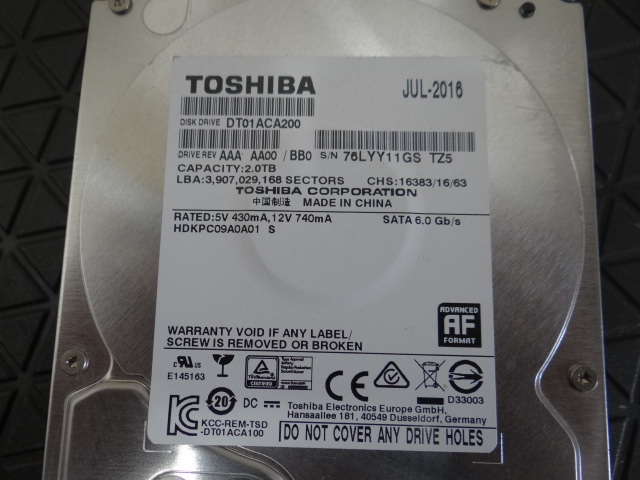 TOSHIBA JUL-2016
DISK DRIVE DT01ACA200
DRIVE REV AAA AA00 / BB0 S/N 76LYY11GS TZ5
CAPACITY:2.0TB
LBA:3,907,029,168 SECTORS CHS:16383/16/63
TOSHIBA CORPORATION
中国制造 MADE IN CHINA
RATED:5V 430mA,12V 740mA SATA 6.0 Gb/s
HDKPC09A0A01 S
ADVANCED
AF
FORMAT
WARRANTY VOID IF ANY LABEL/
SCREW IS REMOVED OR BROKEN
E145163
CE
D33003
20 DC
Toshiba Electronics Europe GmbH,
Hansaallee 181, 40549 Dusseldorf, Germany
KCC-REM-TSD
-DT01ACA100
DO NOT COVER ANY DRIVE HOLES